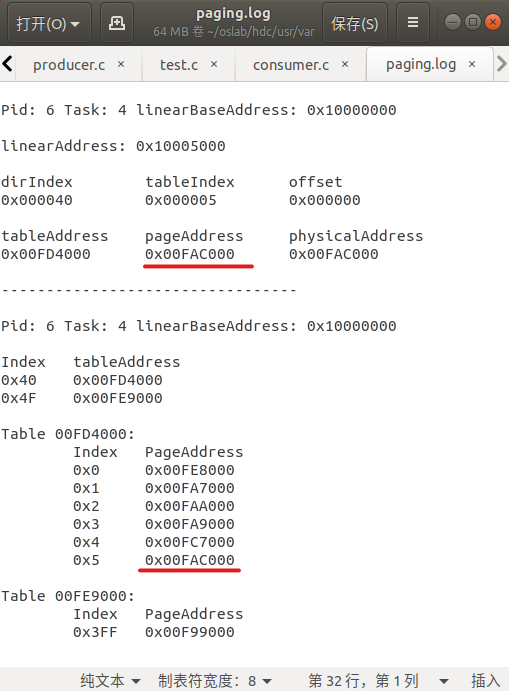 打开(O)
paging.log
64 MB 卷 ~/oslab/hdc/usr/var
保存(S)
producer.c
test.c
consumer.c
paging.log
Pid: 6 Task: 4 linearBaseAddress: 0x10000000
linearAddress: 0x10005000
dirIndex tableIndex offset
0x000040 0x000005 0x000000
tableAddress pageAddress physicalAddress
0x00FD4000 0x00FAC000 0x00FAC000
---------------------------------
Pid: 6 Task: 4 linearBaseAddress: 0x10000000
Index tableAddress
0x40 0x00FD4000
0x4F 0x00FE9000
Table 00FD4000:
Index PageAddress
0x0 0x00FE8000
0x1 0x00FA7000
0x2 0x00FAA000
0x3 0x00FA9000
0x4 0x00FC7000
0x5 0x00FAC000
Table 00FE9000:
Index PageAddress
0x3FF 0x00F99000
纯文本 制表符宽度：8 第 32 行，第 1 列 插入